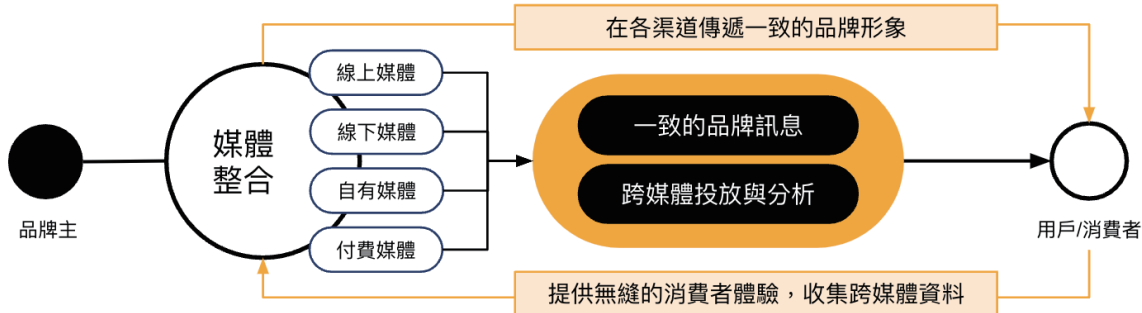 在各渠道傳遞一致的品牌形象
線上媒體
線下媒體
自有媒體
付費媒體
媒體
整合
一致的品牌訊息
跨媒體投放與分析
品牌主
用戶/消費者
提供無縫的消費者體驗，收集跨媒體資料